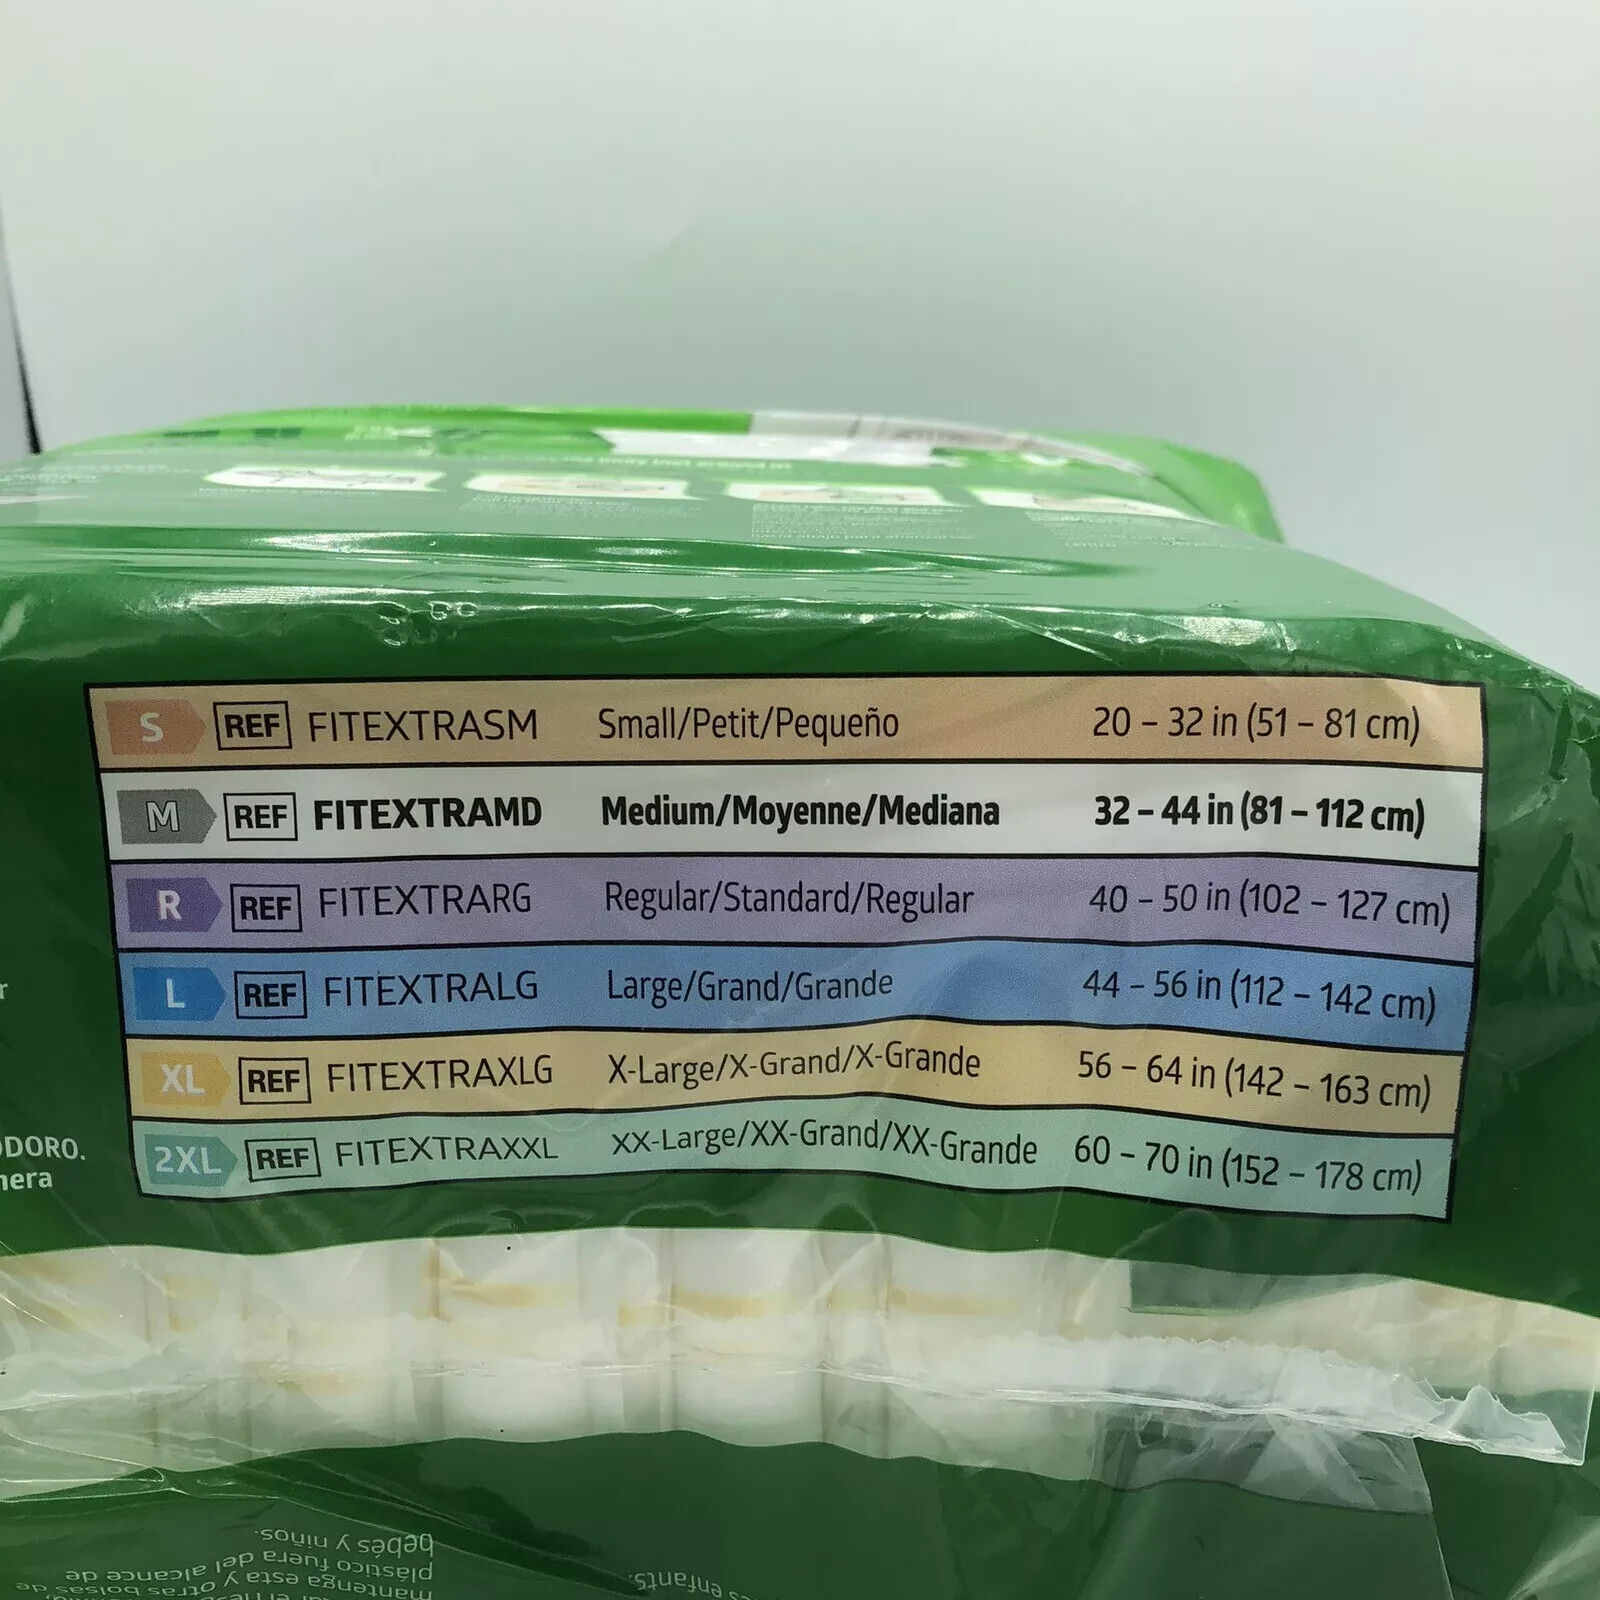 S REF FITEXTRASM Small/Petit/Pequeño 20 – 32 in (51 – 81 cm)
M REF FITEXTRAMD Medium/Moyenne/Mediana 32 – 44 in (81 – 112 cm)
R REF FITEXTRARG Regular/Standard/Regular 40 – 50 in (102 – 127 cm)
L REF FITEXTRALG Large/Grand/Grande 44 – 56 in (112 – 142 cm)
XL REF FITEXTRAXLG X-Large/X-Grand/X-Grande 56 – 64 in (142 – 163 cm)
2XL REF FITEXTRAXXL XX-Large/XX-Grand/XX-Grande 60 – 70 in (152 – 178 cm)
bebés y niños.
plástico fuera del alcance de
mantenga esta y otras bolsas de
enfants.